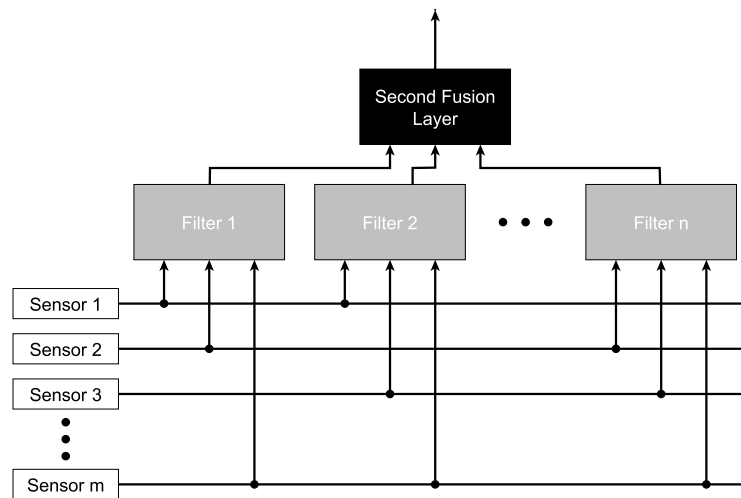 Second Fusion
Layer
Filter 1
Filter 2
Filter n
Sensor 1
Sensor 2
Sensor 3
Sensor m